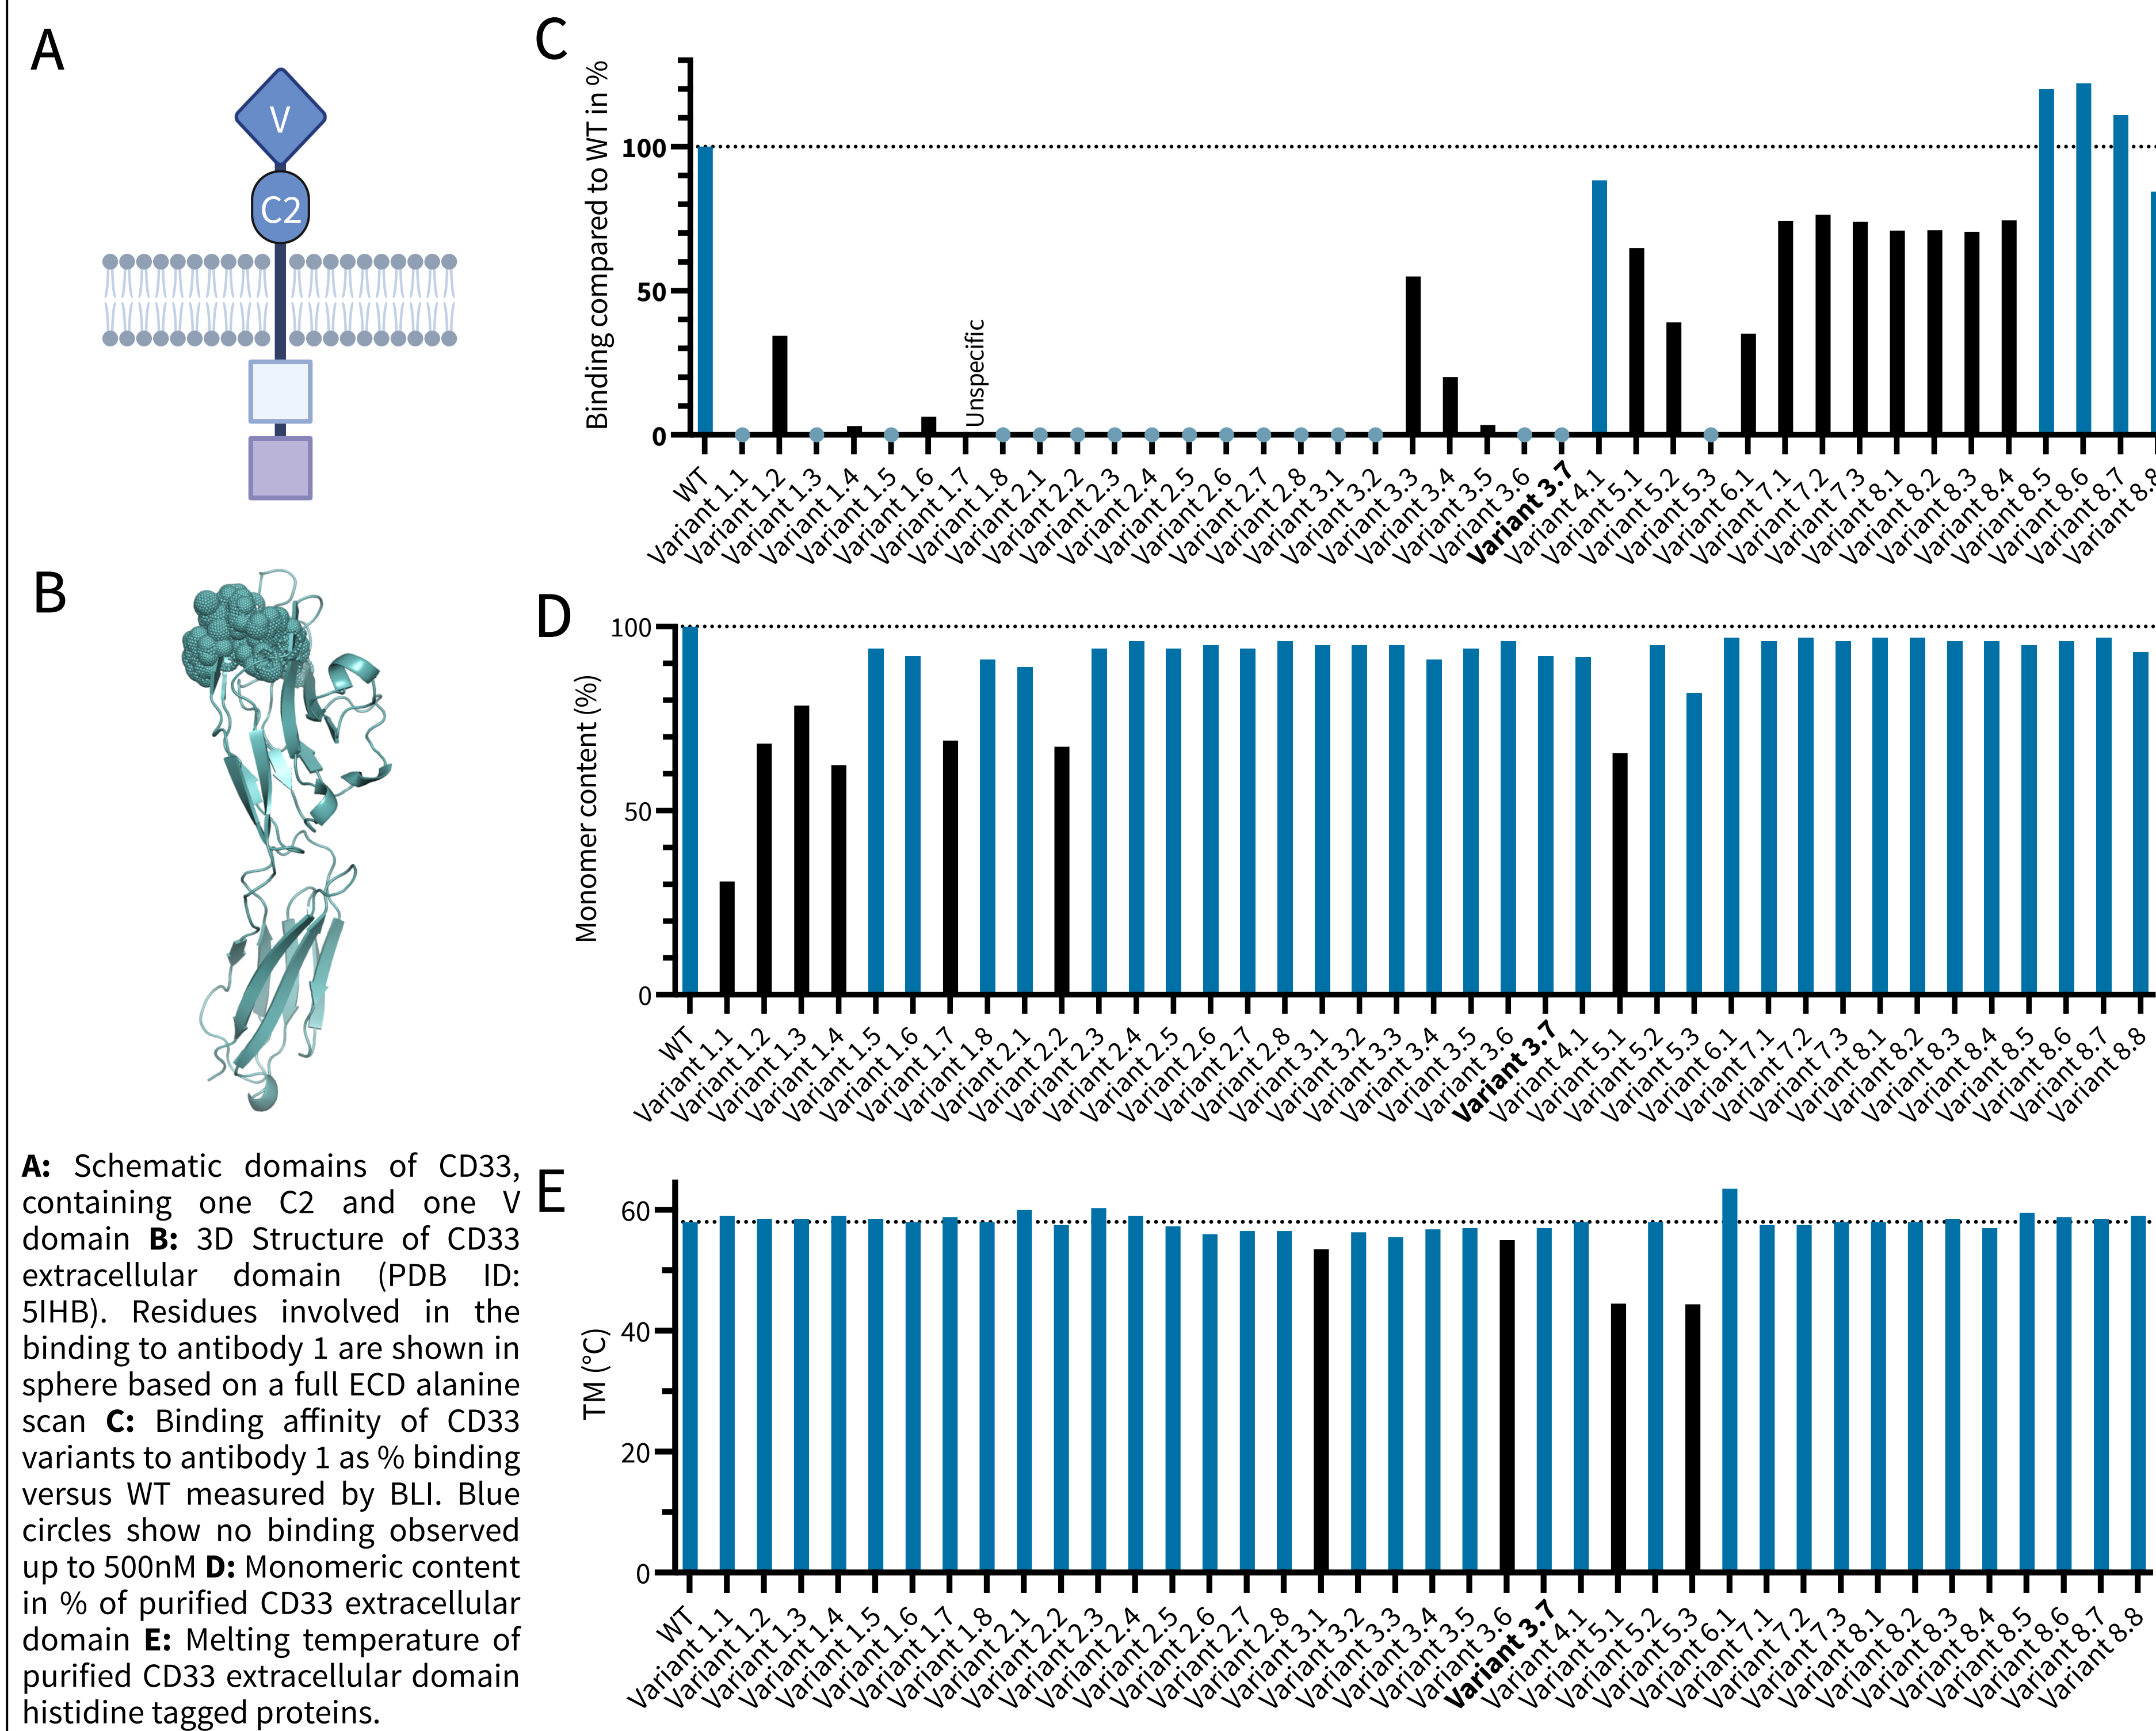 A
V
C2
B
A: Schematic domains of CD33,
containing one C2 and one V
domain B: 3D Structure of CD33
extracellular domain (PDB ID:
5IHB). Residues involved in the
binding to antibody 1 are shown in
sphere based on a full ECD alanine
scan C: Binding affinity of CD33
variants to antibody 1 as % binding
versus WT measured by BLI. Blue
circles show no binding observed
up to 500nM D: Monomeric content
in % of purified CD33 extracellular
domain E: Melting temperature of
purified CD33 extracellular domain
histidine tagged proteins.
C
Binding compared to WT in %
100
50
0
Unspecific
WT
Variant 1.1
Variant 1.2
Variant 1.3
Variant 1.4
Variant 1.5
Variant 1.6
Variant 1.7
Variant 1.8
Variant 2.1
Variant 2.2
Variant 2.3
Variant 2.4
Variant 2.5
Variant 2.6
Variant 2.7
Variant 2.8
Variant 3.1
Variant 3.2
Variant 3.3
Variant 3.4
Variant 3.5
Variant 3.6
Variant 3.7
Variant 4.1
Variant 5.1
Variant 5.2
Variant 5.3
Variant 6.1
Variant 7.1
Variant 7.2
Variant 7.3
Variant 8.1
Variant 8.2
Variant 8.3
Variant 8.4
Variant 8.5
Variant 8.6
Variant 8.7
Variant 8.8
D
Monomer content (%)
100
50
0
WT
Variant 1.1
Variant 1.2
Variant 1.3
Variant 1.4
Variant 1.5
Variant 1.6
Variant 1.7
Variant 1.8
Variant 2.1
Variant 2.2
Variant 2.3
Variant 2.4
Variant 2.5
Variant 2.6
Variant 2.7
Variant 2.8
Variant 3.1
Variant 3.2
Variant 3.3
Variant 3.4
Variant 3.5
Variant 3.6
Variant 3.7
Variant 4.1
Variant 5.1
Variant 5.2
Variant 5.3
Variant 6.1
Variant 7.1
Variant 7.2
Variant 7.3
Variant 8.1
Variant 8.2
Variant 8.3
Variant 8.4
Variant 8.5
Variant 8.6
Variant 8.7
Variant 8.8
E
TM (°C)
60
40
20
0
WT
Variant 1.1
Variant 1.2
Variant 1.3
Variant 1.4
Variant 1.5
Variant 1.6
Variant 1.7
Variant 1.8
Variant 2.1
Variant 2.2
Variant 2.3
Variant 2.4
Variant 2.5
Variant 2.6
Variant 2.7
Variant 2.8
Variant 3.1
Variant 3.2
Variant 3.3
Variant 3.4
Variant 3.5
Variant 3.6
Variant 3.7
Variant 4.1
Variant 5.1
Variant 5.2
Variant 5.3
Variant 6.1
Variant 7.1
Variant 7.2
Variant 7.3
Variant 8.1
Variant 8.2
Variant 8.3
Variant 8.4
Variant 8.5
Variant 8.6
Variant 8.7
Variant 8.8